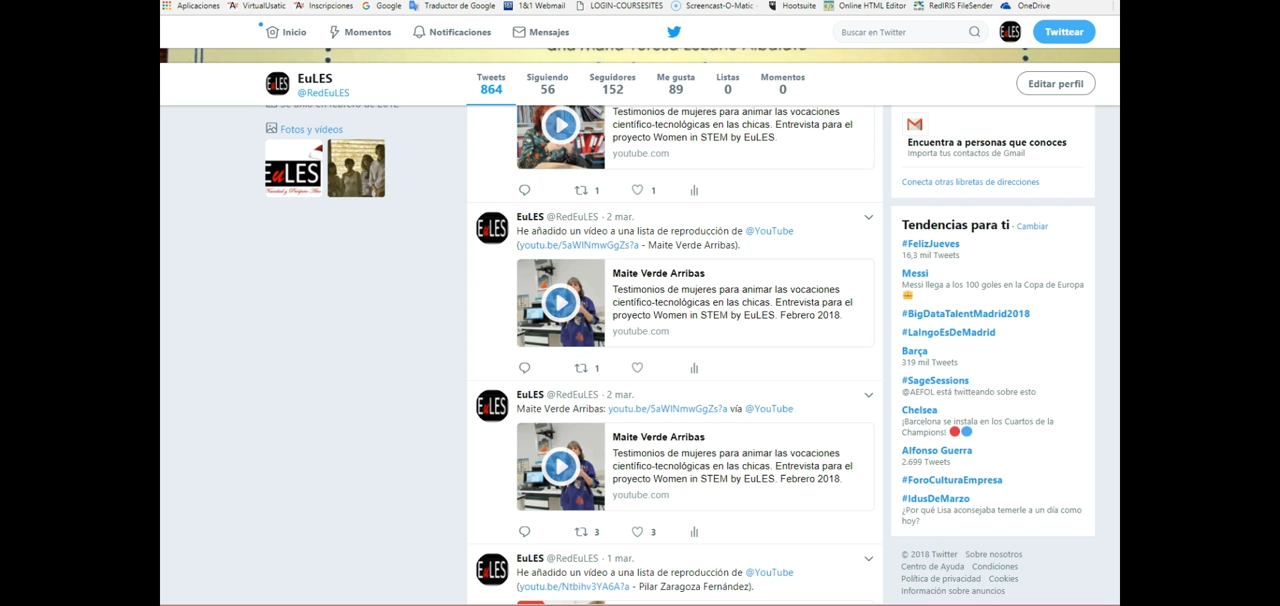 Aplicaciones VirtualUsatic Inscripciones Google Traductor de Google 1&1 Webmail LOGIN-COURSESITES Screencast-O-Matic Hootsuite Online HTML Editor RedIRIS FileSender OneDrive
Inicio Momentos Notificaciones Mensajes Buscar en Twitter EuLES Twittear
EuLES
@RedEuLES
Tweets Siguiendo Seguidores Me gusta Listas Momentos
864 56 152 89 0 0
Editar perfil
Fotos y vídeos
EuLES
Testimonios de mujeres para animar las vocaciones
científico-tecnológicas en las chicas. Entrevista para el
proyecto Women in STEM by EuLES.
youtube.com
1 1
EuLES @RedEuLES · 2 mar.
He añadido un vídeo a una lista de reproducción de @YouTube
(youtu.be/5aWlNmwGgZs?a - Maite Verde Arribas).
Maite Verde Arribas
Testimonios de mujeres para animar las vocaciones
científico-tecnológicas en las chicas. Entrevista para el
proyecto Women in STEM by EuLES. Febrero 2018.
youtube.com
1
EuLES @RedEuLES · 2 mar.
Maite Verde Arribas: youtu.be/5aWlNmwGgZs?a vía @YouTube
Maite Verde Arribas
Testimonios de mujeres para animar las vocaciones
científico-tecnológicas en las chicas. Entrevista para el
proyecto Women in STEM by EuLES. Febrero 2018.
youtube.com
3 3
EuLES @RedEuLES · 1 mar.
He añadido un vídeo a una lista de reproducción de @YouTube
(youtu.be/Ntbihv3YA6A?a - Pilar Zaragoza Fernández).
Encuentra a personas que conoces
Importa tus contactos de Gmail
Conecta otras libretas de direcciones
Tendencias para ti · Cambiar
#FelizJueves
16,3 mil Tweets
Messi
Messi llega a los 100 goles en la Copa de Europa
#BigDataTalentMadrid2018
#LaIngoEsDeMadrid
Barça
319 mil Tweets
#SageSessions
@AEFOL está twitteando sobre esto
Chelsea
¡Barcelona se instala en los Cuartos de la
Champions!
Alfonso Guerra
2.699 Tweets
#ForoCulturaEmpresa
#IdusDeMarzo
¿Por qué Lisa aconsejaba temerle a un día como
hoy?
© 2018 Twitter Sobre nosotros
Centro de Ayuda Condiciones
Política de privacidad Cookies
Información sobre anuncios